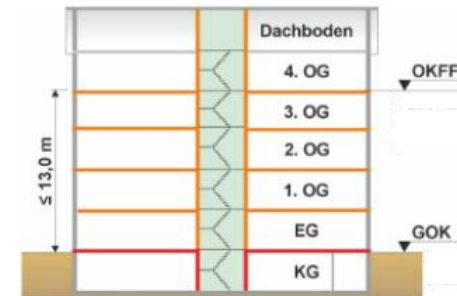 Dachboden
4. OG
OKFF
3. OG
2. OG
1. OG
EG
KG
≤ 13,0 m
GOK